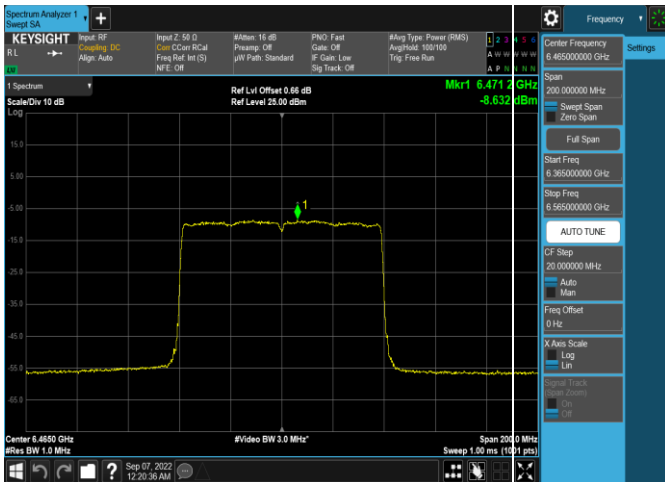 Spectrum Analyzer 1
Swept SA
+
Frequency
KEYSIGHT
R L
LV
Input: RF
Coupling: DC
Align: Auto
Input Z: 50 Ω
Corr CCorr RCal
Freq Ref: Int (S)
NFE: Off
#Atten: 16 dB
Preamp: Off
µW Path: Standard
PNO: Fast
Gate: Off
IF Gain: Low
Sig Track: Off
#Avg Type: Power (RMS)
Avg|Hold: 100/100
Trig: Free Run
1 2 3 4 5 6
A W W W W W
A P N N N N
1 Spectrum
Scale/Div 10 dB
Log
Ref Lvl Offset 0.66 dB
Ref Level 25.00 dBm
Mkr1 6.471 2 GHz
-8.632 dBm
15.0
5.00
-5.00
-15.0
-25.0
-35.0
-45.0
-55.0
-65.0
1
Center 6.4650 GHz
#Res BW 1.0 MHz
#Video BW 3.0 MHz*
Span 200.0 MHz
Sweep 1.00 ms (1001 pts)
Sep 07, 2022
12:20:36 AM
?
Settings
Center Frequency
6.465000000 GHz
Span
200.000000 MHz
Swept Span
Zero Span
Full Span
Start Freq
6.365000000 GHz
Stop Freq
6.565000000 GHz
AUTO TUNE
CF Step
20.000000 MHz
Auto
Man
Freq Offset
0 Hz
X Axis Scale
Log
Lin
Signal Track
(Span Zoom)
On
Off